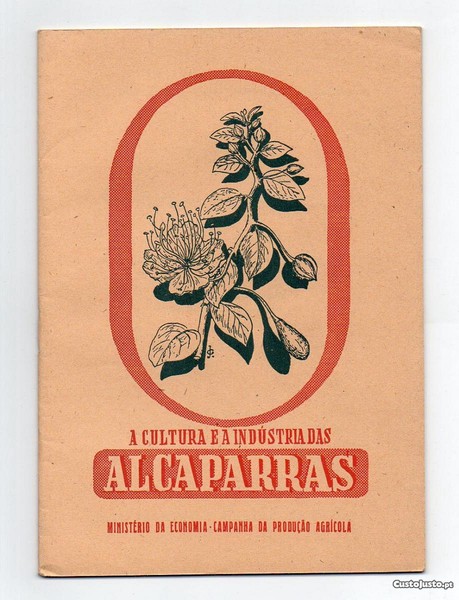 A CULTURA E A INDÚSTRIA DAS
ALCAPARRAS
MINISTÉRIO DA ECONOMIA · CAMPANHA DA PRODUÇÃO AGRÍCOLA
CustoJusto.pt